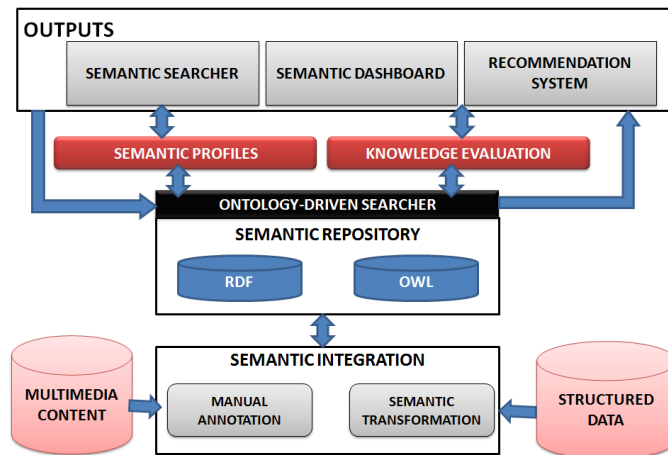 OUTPUTS
SEMANTIC SEARCHER
SEMANTIC DASHBOARD
RECOMMENDATION
SYSTEM
SEMANTIC PROFILES
KNOWLEDGE EVALUATION
ONTOLOGY-DRIVEN SEARCHER
SEMANTIC REPOSITORY
RDF
OWL
SEMANTIC INTEGRATION
MULTIMEDIA
CONTENT
MANUAL
ANNOTATION
SEMANTIC
TRANSFORMATION
STRUCTURED
DATA